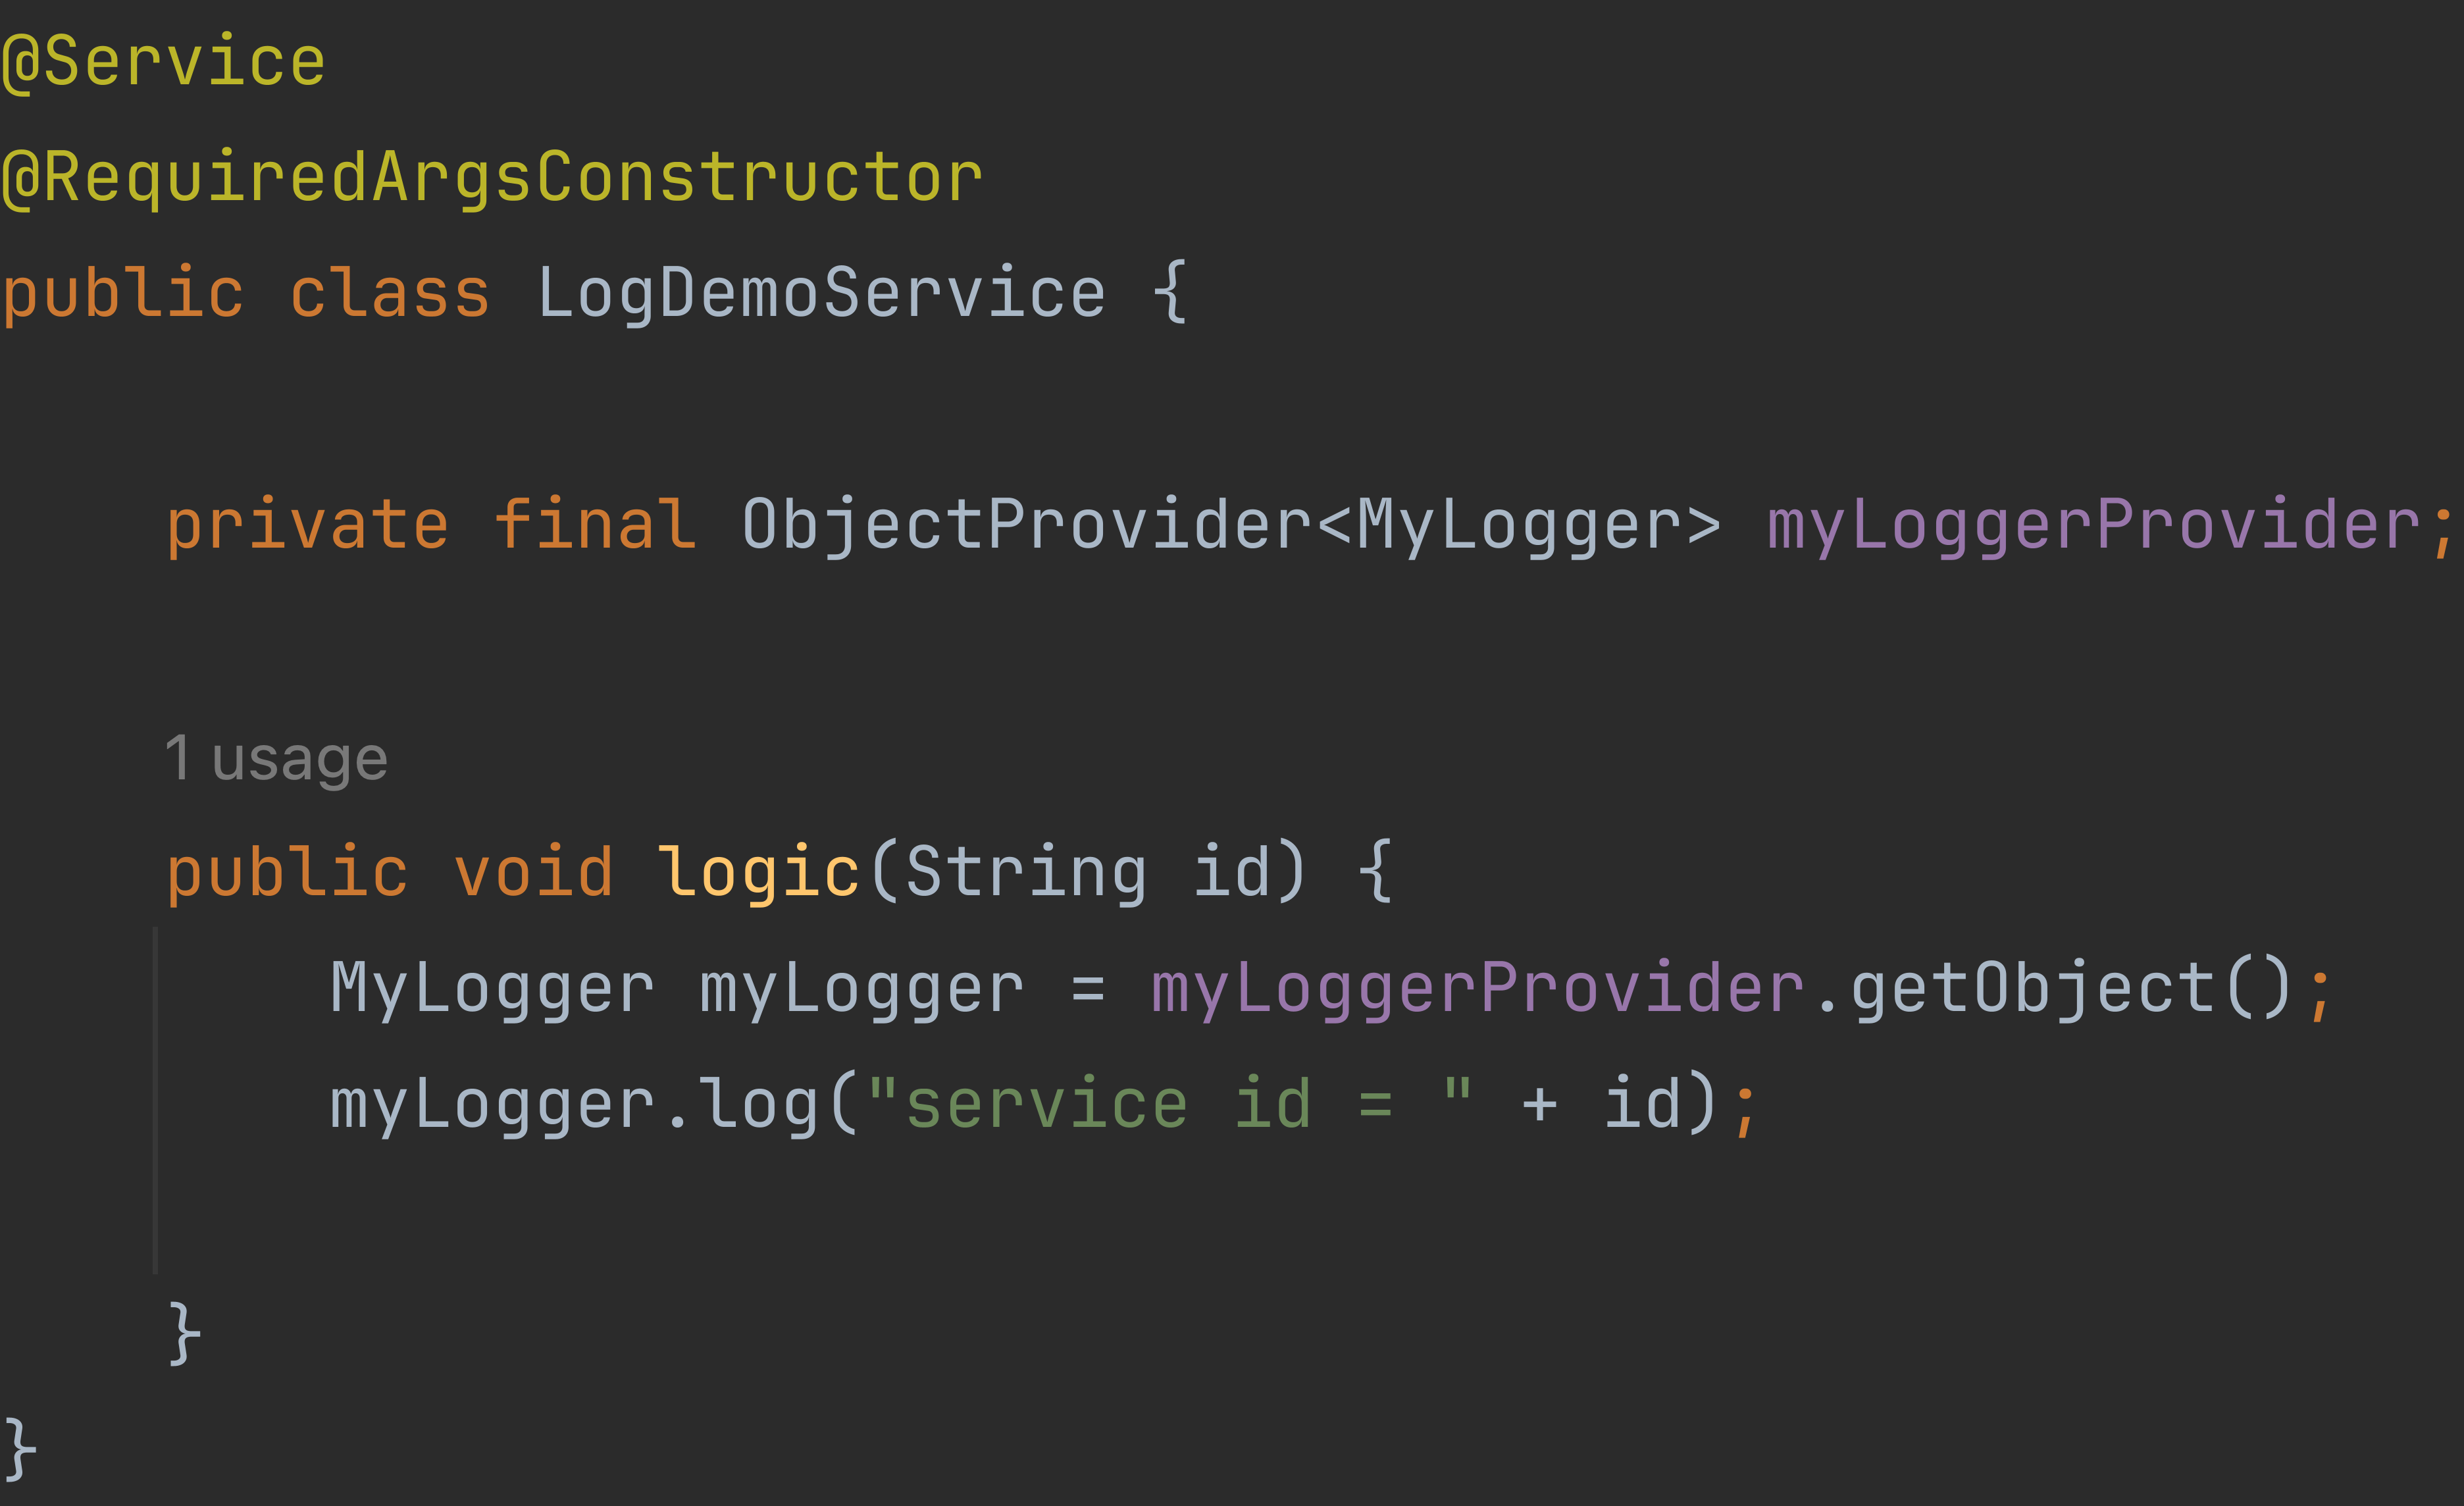 @Service
@RequiredArgsConstructor
public class LogDemoService {
private final ObjectProvider<MyLogger> myLoggerProvider;
1 usage
public void logic(String id) {
MyLogger myLogger = myLoggerProvider.getObject();
myLogger.log("service id = " + id);
}
}